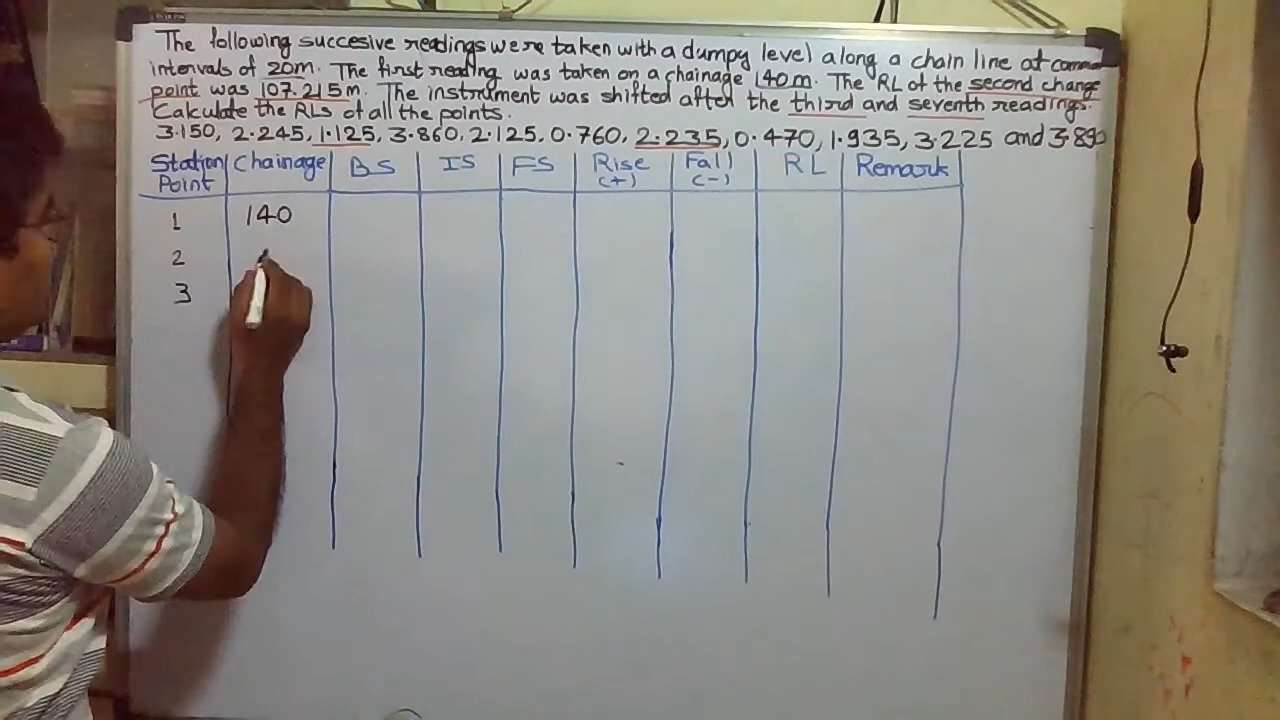 The following succesive readings were taken with a dumpy level along a chain line at common
intervals of 20m. The first reading was taken on a chainage 140m. The RL of the second change
point was 107.215m. The instrument was shifted after the third and seventh readings.
Calculate the RLs of all the points.
3.150, 2.245, 1.125, 3.860, 2.125, 0.760, 2.235, 0.470, 1.935, 3.225 and 3.890
Station Point Chainage BS IS FS Rise (+) Fall (-) RL Remark
1 140
2
3